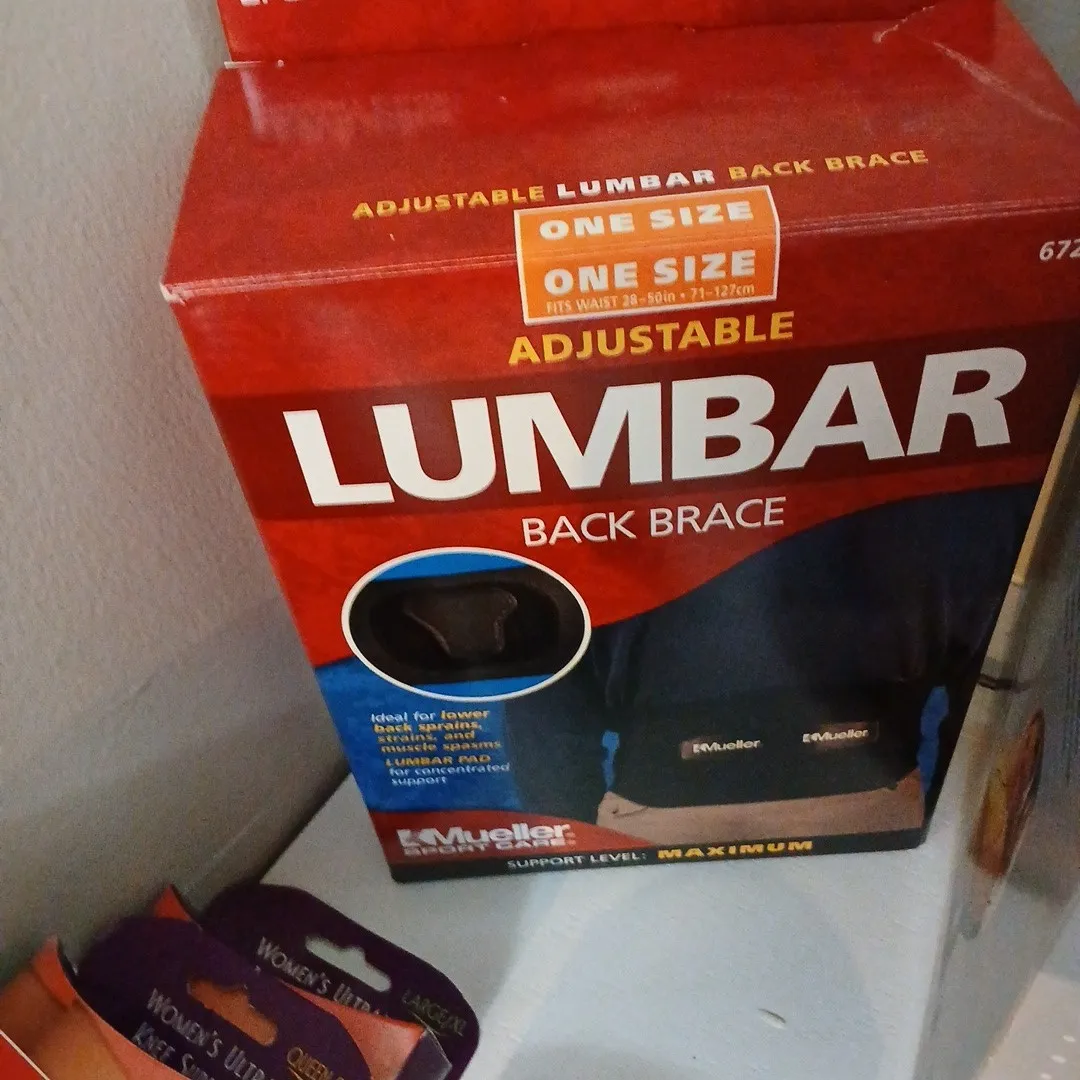 ADJUSTABLE LUMBAR BACK BRACE
ONE SIZE
ONE SIZE
FITS WAIST 28-50in • 71-127cm
672
ADJUSTABLE
LUMBAR
BACK BRACE
Ideal for lower
back sprains,
strains, and
muscle spasms
LUMBAR PAD
for concentrated
support
Mueller
Mueller
Mueller®
SPORT CARE®
SUPPORT LEVEL: MAXIMUM
WOMEN'S ULTRA
LARGE/XL
WOMEN'S ULTRA
QUEEN
KNEE